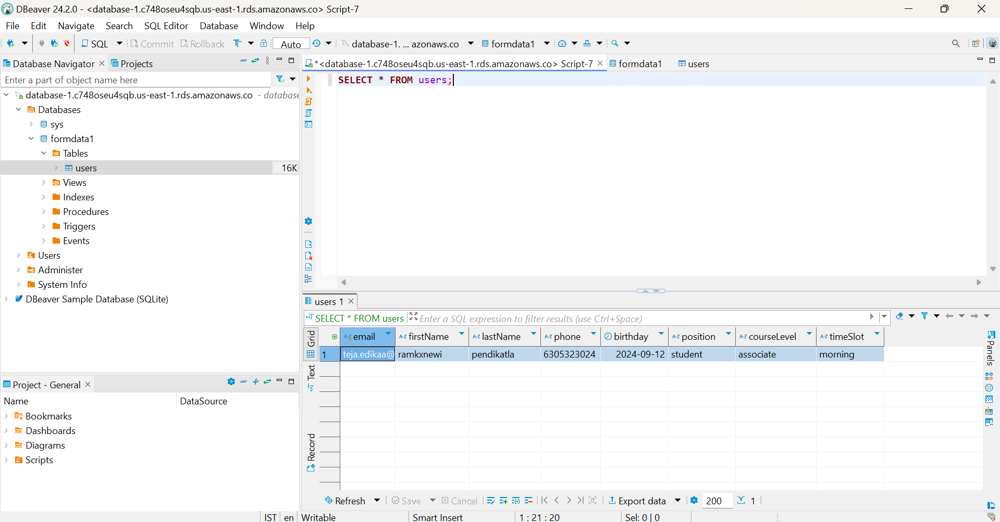 DBeaver 24.2.0 - <database-1.c748oseu4sqb.us-east-1.rds.amazonaws.co> Script-7
File Edit Navigate Search SQL Editor Database Window Help
SQL Commit Rollback Auto database-1. ... azonaws.co formdata1
Database Navigator Projects
*<database-1.c748oseu4sqb.us-east-1.rds.amazonaws.co> Script-7 formdata1 users
Enter a part of object name here
SELECT * FROM users;
database-1.c748oseu4sqb.us-east-1.rds.amazonaws.co - database
Databases
sys
formdata1
Tables
users 16K
Views
Indexes
Procedures
Triggers
Events
Users
Administer
System Info
DBeaver Sample Database (SQLite)
users 1
SELECT * FROM users Enter a SQL expression to filter results (use Ctrl+Space)
Grid
Text
Record
Panels
A-Z email A-Z firstName A-Z lastName A-Z phone birthday A-Z position A-Z courseLevel A-Z timeSlot
1 teja.edikaa@ ramkxnewi pendikatla 6305323024 2024-09-12 student associate morning
Project - General
Name DataSource
Bookmarks
Dashboards
Diagrams
Scripts
Refresh Save Cancel Export data 200 1
IST en Writable Smart Insert 1 : 21 : 20 Sel: 0 | 0